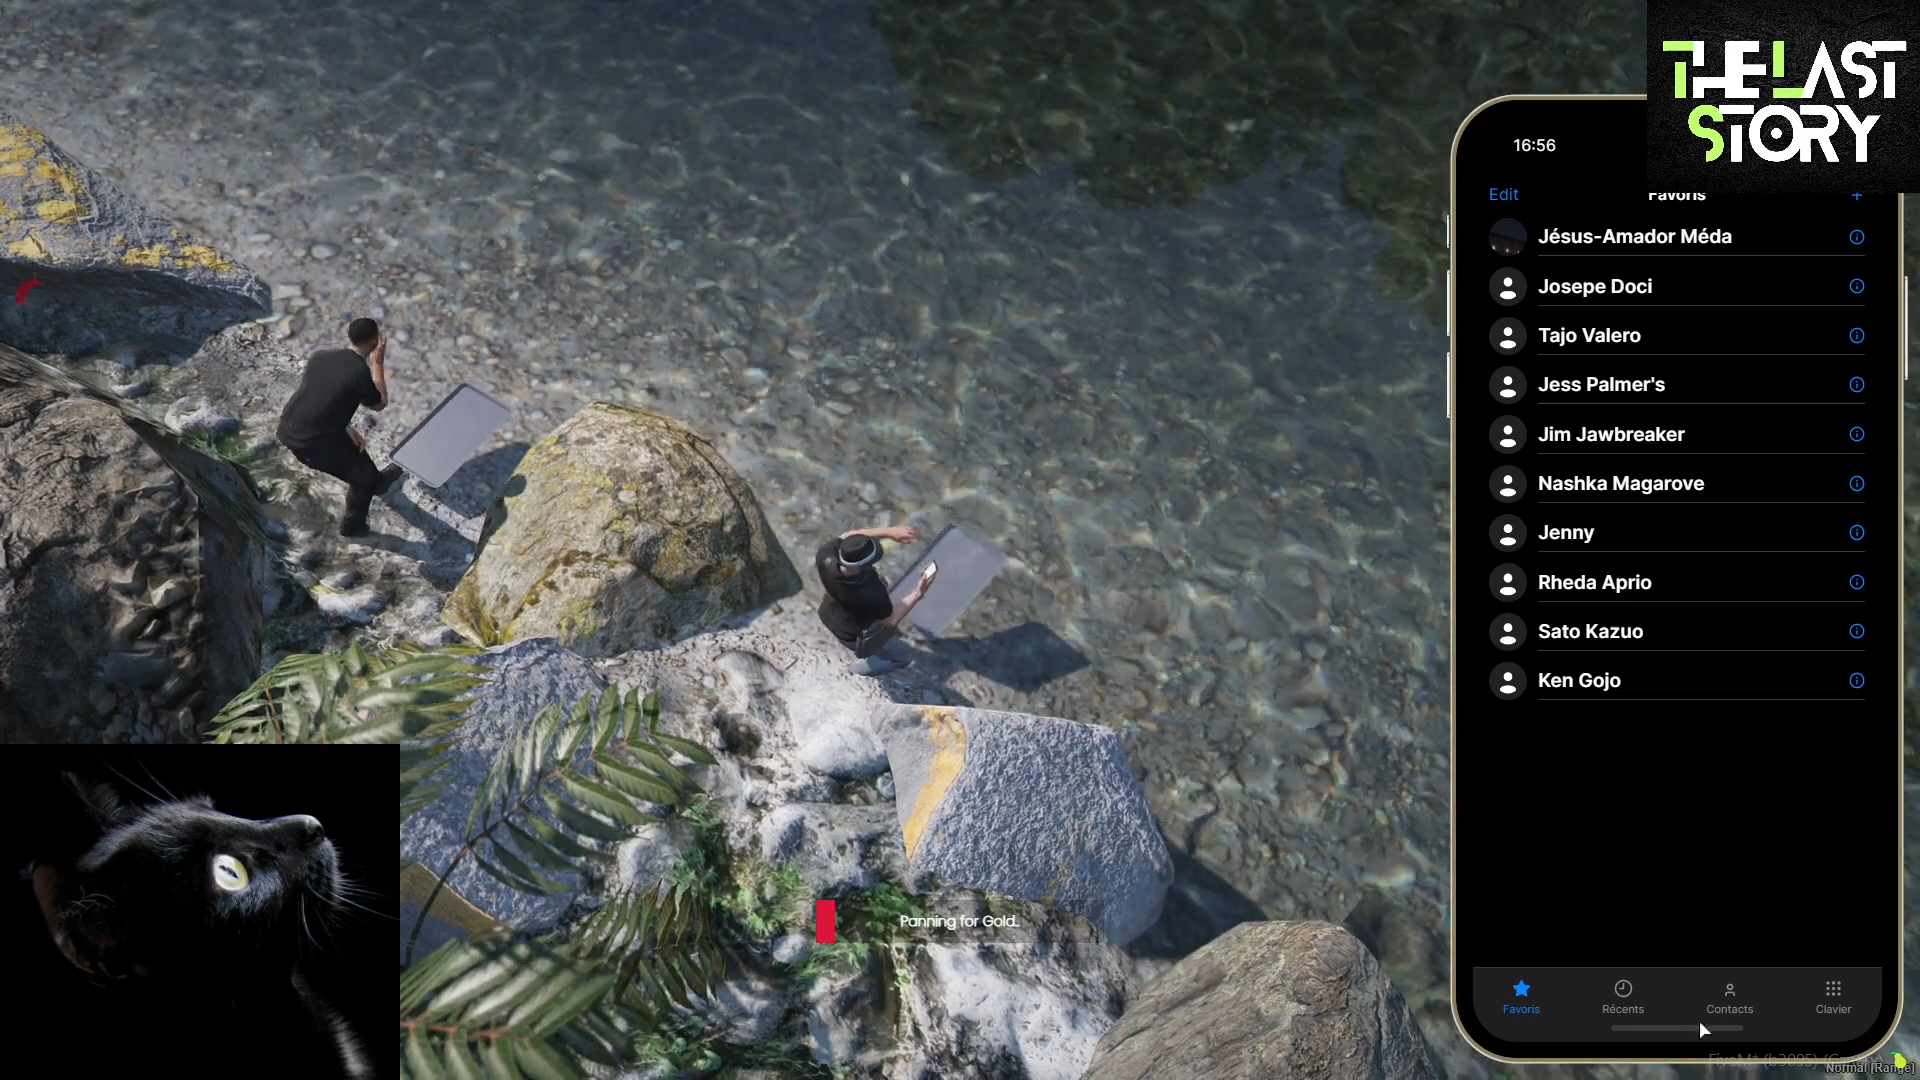 THE LAST
STORY
16:56
Edit
Favoris
+
Jésus-Amador Méda
Josepe Doci
Tajo Valero
Jess Palmer's
Jim Jawbreaker
Nashka Magarove
Jenny
Rheda Aprio
Sato Kazuo
Ken Gojo
Panning for Gold..
Favoris
Récents
Contacts
Clavier
Normal [Range]